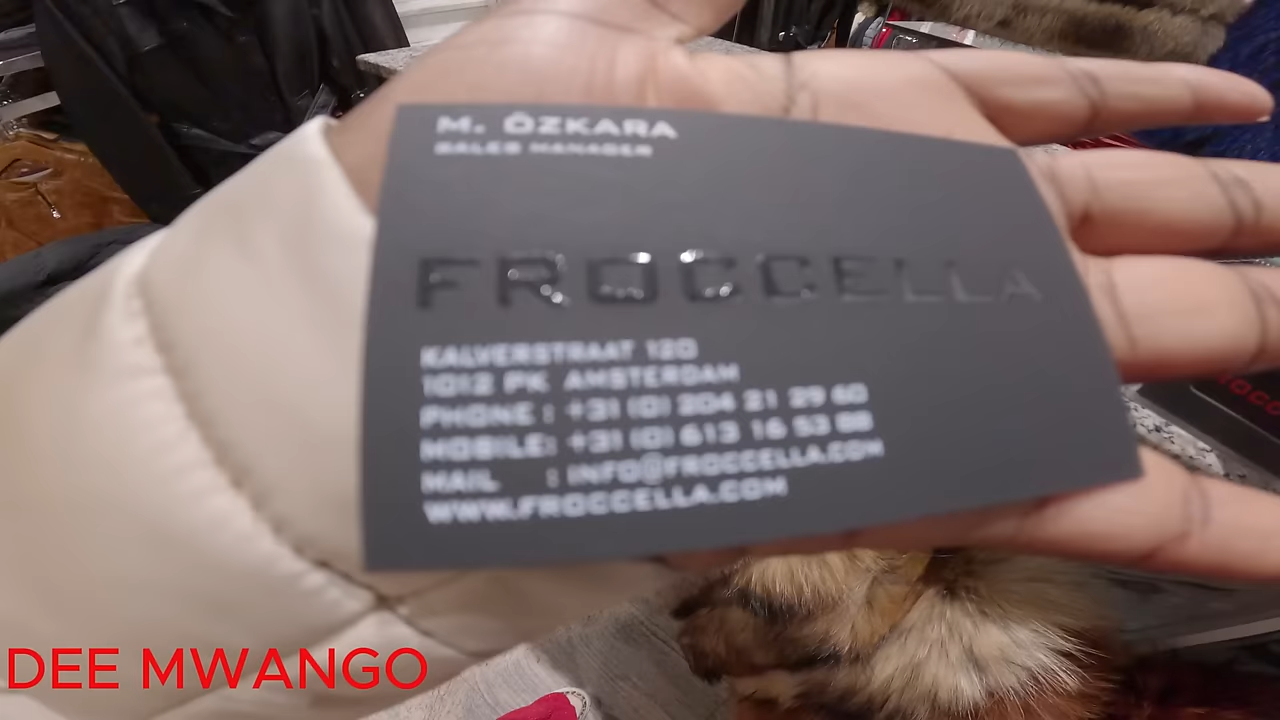 M. ÖZKARA
SALES MANAGER
FROCCELLA
KALVERSTRAAT 120
1012 PK AMSTERDAM
PHONE : +31 (0) 204 21 29 60
MOBILE: +31 (0) 613 16 53 88
MAIL : INFO@FROCCELLA.COM
WWW.FROCCELLA.COM
DEE MWANGO